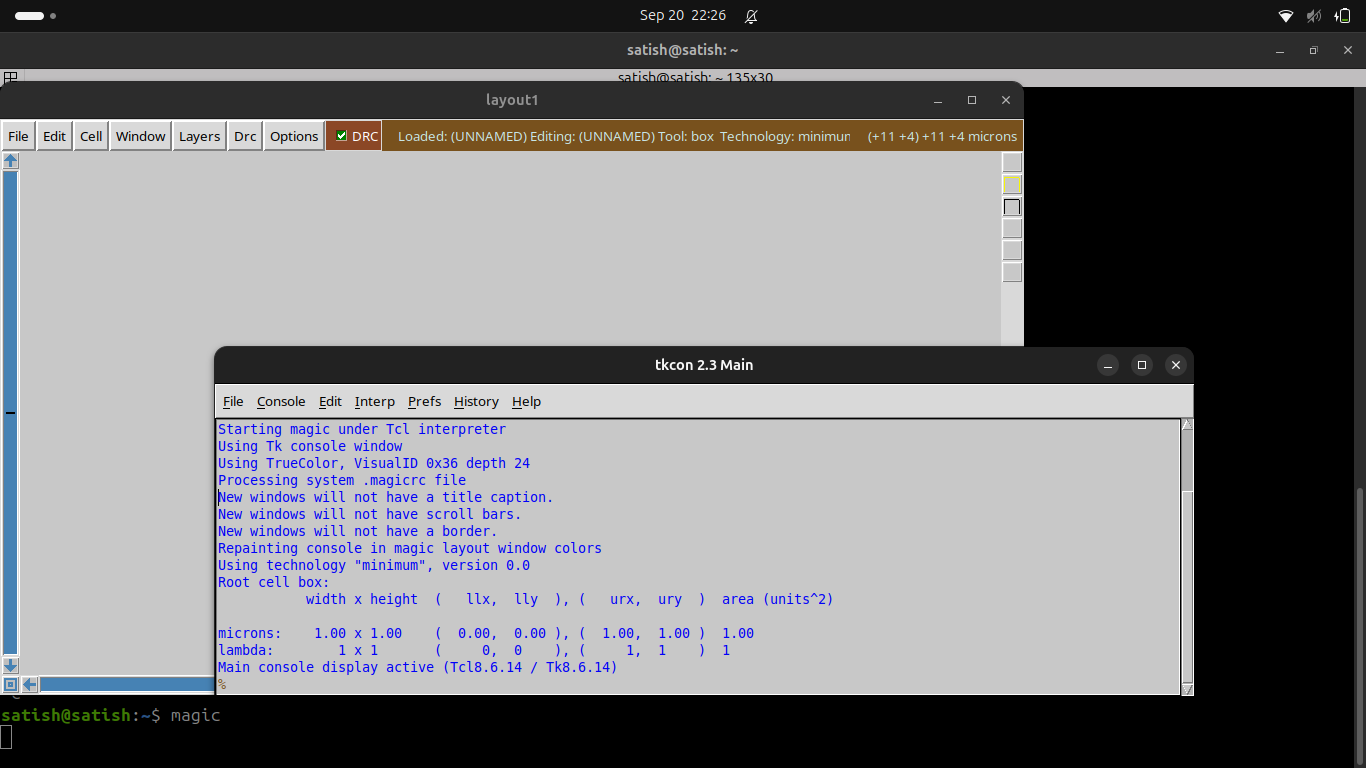 Sep 20 22:26
satish@satish: ~
satish@satish: ~ 135x30
layout1
File Edit Cell Window Layers Drc Options DRC Loaded: (UNNAMED) Editing: (UNNAMED) Tool: box Technology: minimun (+11 +4) +11 +4 microns
tkcon 2.3 Main
File Console Edit Interp Prefs History Help
Starting magic under Tcl interpreter
Using Tk console window
Using TrueColor, VisualID 0x36 depth 24
Processing system .magicrc file
New windows will not have a title caption.
New windows will not have scroll bars.
New windows will not have a border.
Repainting console in magic layout window colors
Using technology "minimum", version 0.0
Root cell box:
width x height ( llx, lly ), ( urx, ury ) area (units^2)
microns: 1.00 x 1.00 ( 0.00, 0.00 ), ( 1.00, 1.00 ) 1.00
lambda: 1 x 1 ( 0, 0 ), ( 1, 1 ) 1
Main console display active (Tcl8.6.14 / Tk8.6.14)
%
satish@satish:~$ magic